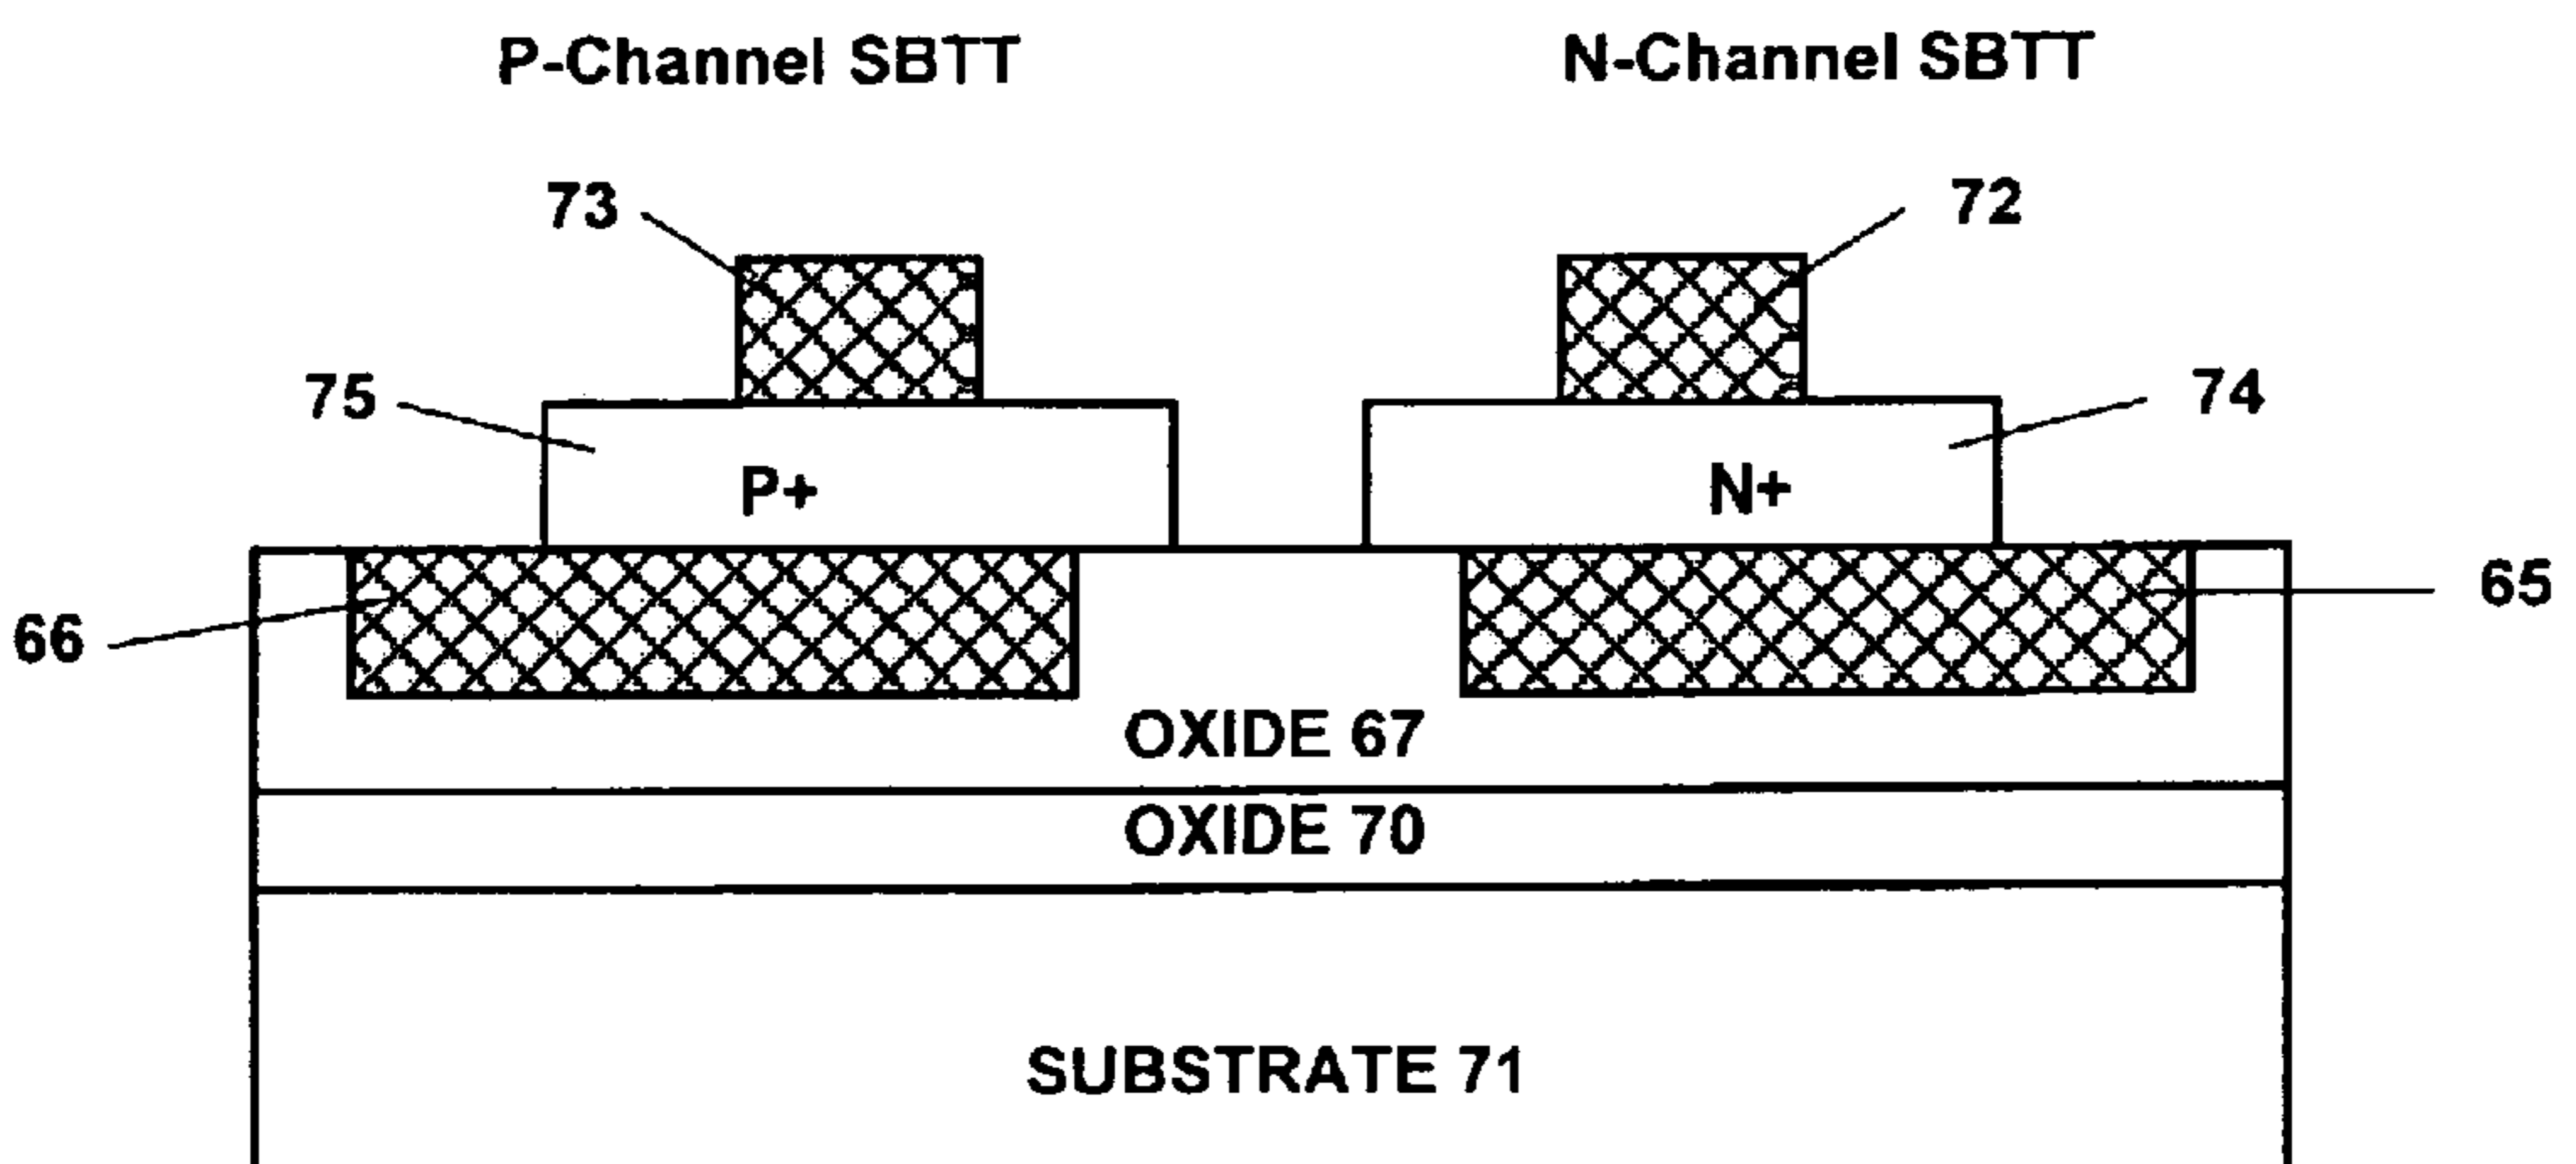 P-Channel SBTT
N-Channel SBTT
73
72
75
74
P+
N+
66
65
OXIDE 67
OXIDE 70
SUBSTRATE 71